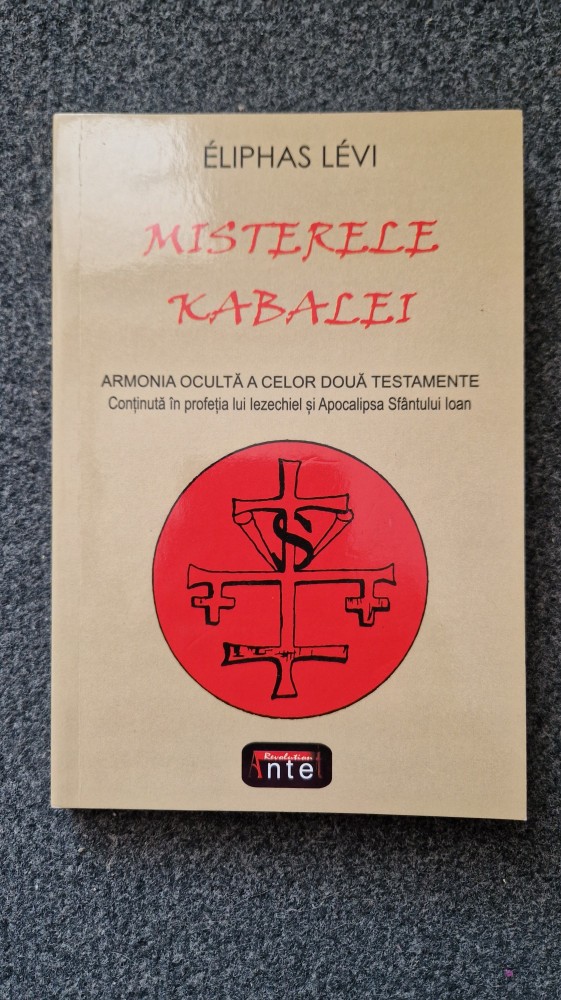 ÉLIPHAS LÉVI
MISTERELE
KABALEI
ARMONIA OCULTĂ A CELOR DOUĂ TESTAMENTE
Conținută în profeția lui Iezechiel și Apocalipsa Sfântului Ioan
Revolution
Antet